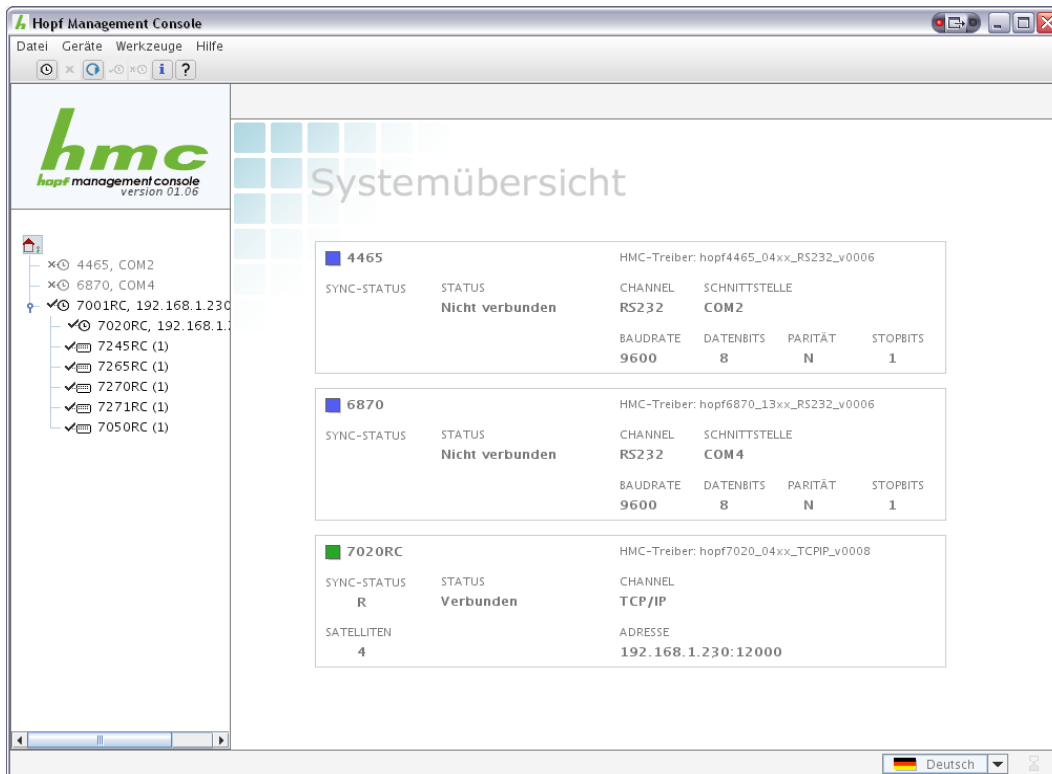 Hopf Management Console
Datei Geräte Werkzeuge Hilfe
hmc
hopf management console
version 01.06
4465, COM2
6870, COM4
7001RC, 192.168.1.230
7020RC, 192.168.1.
7245RC (1)
7265RC (1)
7270RC (1)
7271RC (1)
7050RC (1)
Systemübersicht
4465 HMC-Treiber: hopf4465_04xx_RS232_v0006
SYNC-STATUS STATUS CHANNEL SCHNITTSTELLE
Nicht verbunden RS232 COM2
BAUDRATE DATENBITS PARITÄT STOPBITS
9600 8 N 1
6870 HMC-Treiber: hopf6870_13xx_RS232_v0006
SYNC-STATUS STATUS CHANNEL SCHNITTSTELLE
Nicht verbunden RS232 COM4
BAUDRATE DATENBITS PARITÄT STOPBITS
9600 8 N 1
7020RC HMC-Treiber: hopf7020_04xx_TCPIP_v0008
SYNC-STATUS STATUS CHANNEL
R Verbunden TCP/IP
SATELLITEN ADRESSE
4 192.168.1.230:12000
Deutsch